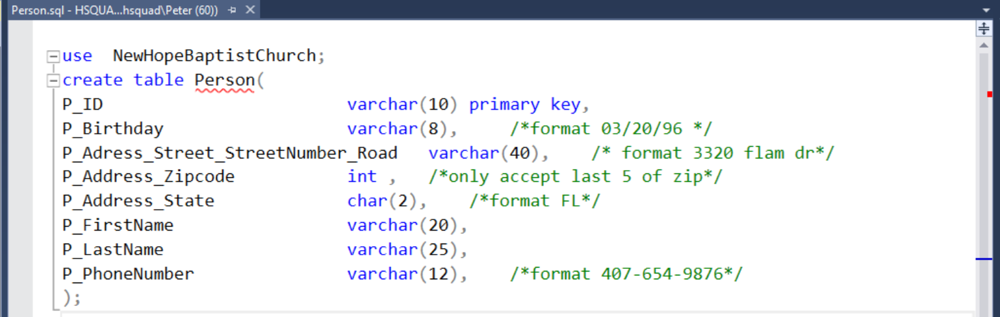 Person.sql - HSQUA...hsquad\Peter (60))
use  NewHopeBaptistChurch;
create table Person(
P_ID varchar(10) primary key,
P_Birthday varchar(8), /*format 03/20/96 */
P_Adress_Street_StreetNumber_Road varchar(40), /* format 3320 flam dr*/
P_Address_Zipcode int , /*only accept last 5 of zip*/
P_Address_State char(2), /*format FL*/
P_FirstName varchar(20),
P_LastName varchar(25),
P_PhoneNumber varchar(12), /*format 407-654-9876*/
);